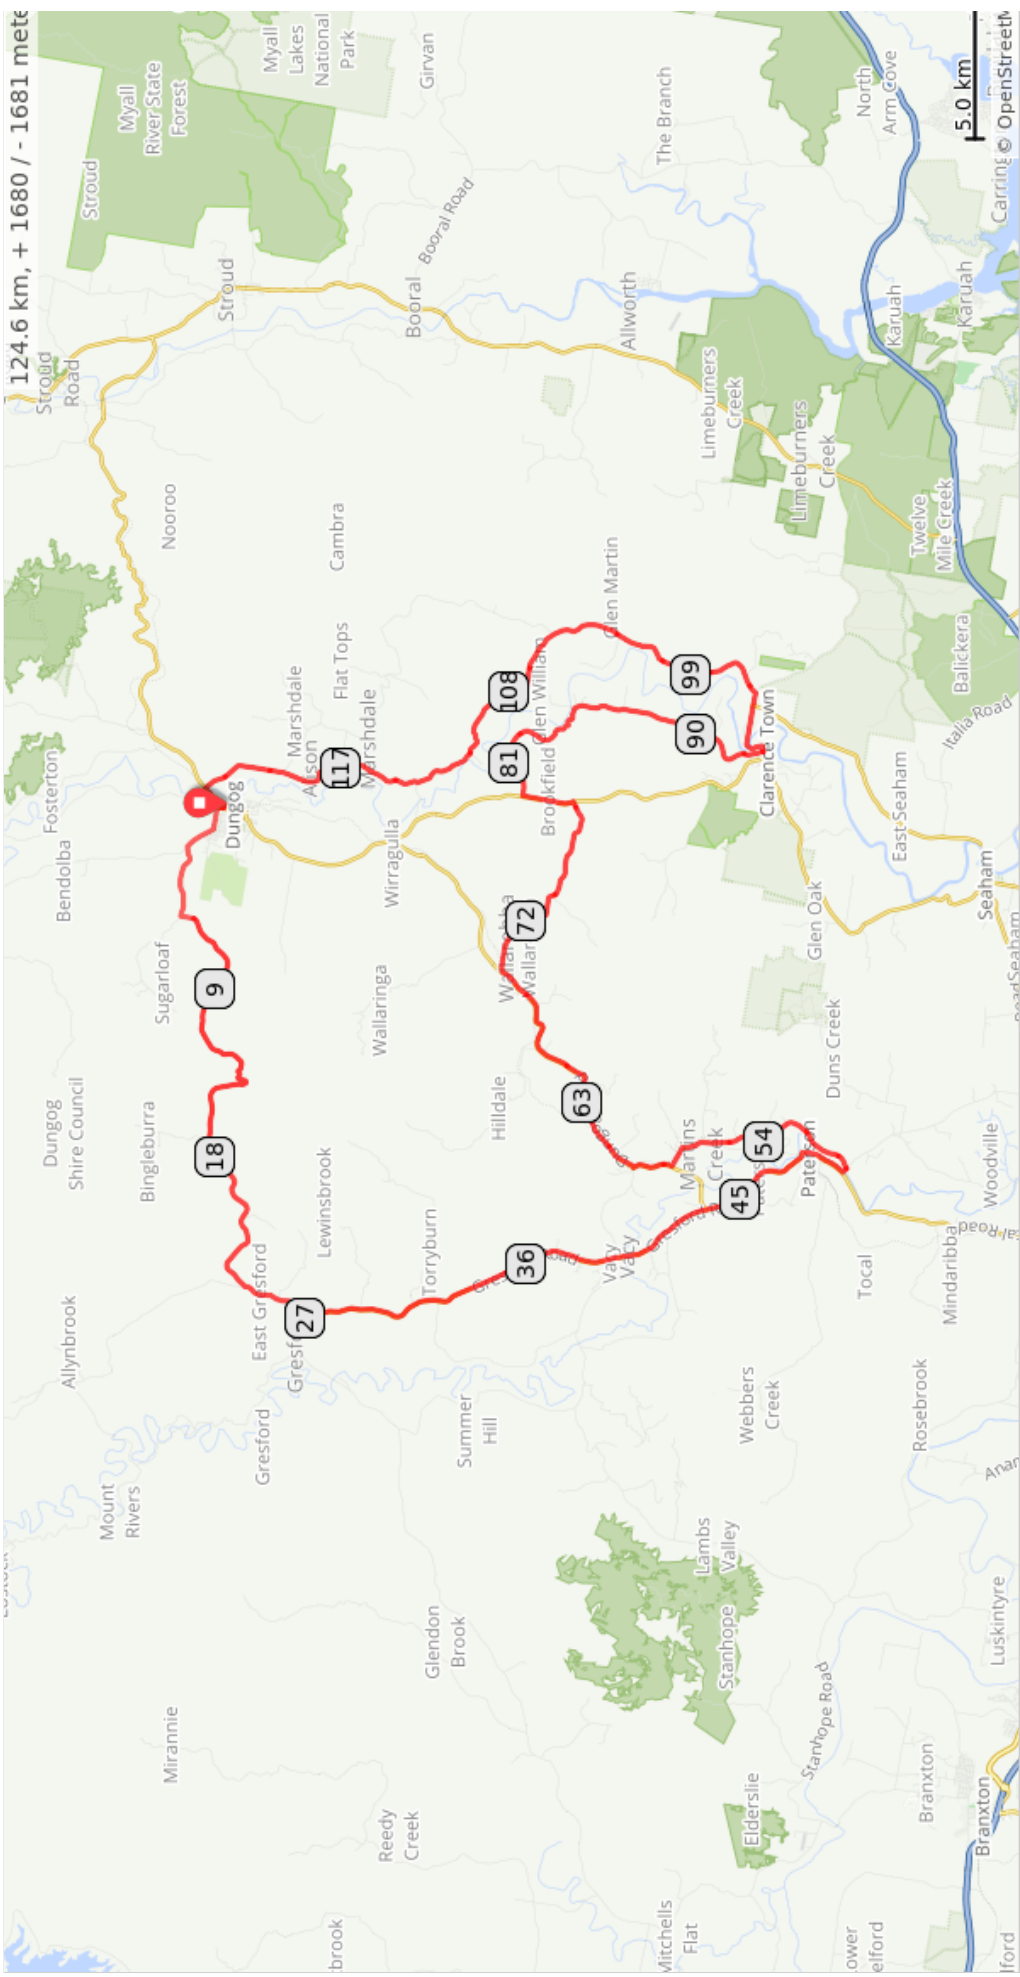 124.6 km, + 1680 / - 1681 mete
Myall
River State
Forest
Myall
Lakes
National
Park
Girvan
Stroud
The Branch
North
Arm Cove
5.0 km
© OpenStreetM
Booral Road
Stroud
Booral
Allworth
Karuah
Karuah
Stroud
Road
Limeburners
Creek
Limeburners
Creek
Nooroo
Cambra
Twelve
Mile Creek
Glen Martin
Balickera
Italia Road
Flat Tops
Marshdale
Marshdale
Alison
117
108
Glen William
99
90
81
Brookfield
Clarence Town
East Seaham
Seaham
Fosterton
Bendolba
Dungog
Wirragulla
72
Glen Oak
Sugarloaf
9
Wallaringa
Duns Creek
Dungog
Shire Council
Bingleburra
18
Hilldale
63
Martins
Creek
54
Paterson
45
Woodville
Lewinsbrook
Torryburn
36
Vacy
Tocal
Mindaribba
Allynbrook
East Gresford
27
Gresford
Summer
Hill
Webbers
Creek
Rosebrook
Mount
Rivers
Lambs
Valley
Stanhope
Glendon
Brook
Luskintyre
Stanhope Road
Mirannie
Reedy
Creek
Elderslie
Branxton
Branxton
Mitchells
Flat